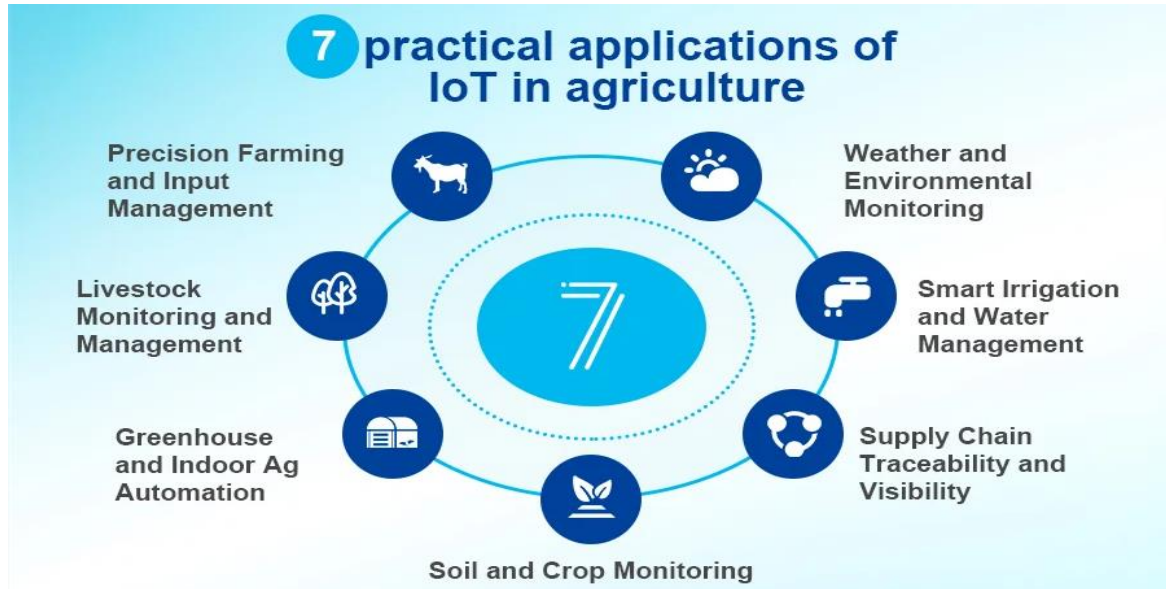 7 practical applications of
IoT in agriculture
Precision Farming
and Input
Management
Weather and
Environmental
Monitoring
Livestock
Monitoring and
Management
7
Smart Irrigation
and Water
Management
Greenhouse
and Indoor Ag
Automation
Supply Chain
Traceability and
Visibility
Soil and Crop Monitoring